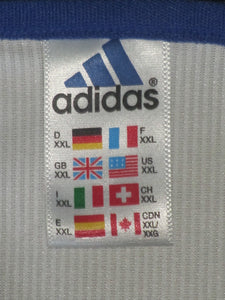 ®
adidas
D XXL F XXL
GB XXL US XXL
I XXL CH XXL
E XXL CDN XXL/ XXG